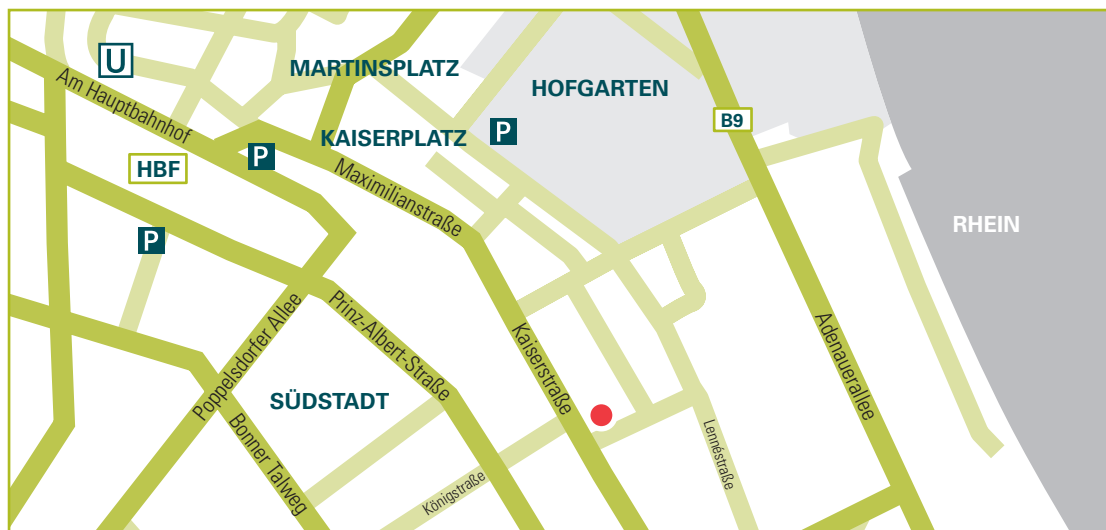 U
MARTINSPLATZ
HOFGARTEN
Am Hauptbahnhof
KAISERPLATZ
P
B9
HBF
P
Maximilianstraße
RHEIN
P
Poppelsdorfer Allee
Prinz-Albert-Straße
Kaiserstraße
Adenauerallee
SÜDSTADT
Bonner Talweg
Lennéstraße
Königstraße